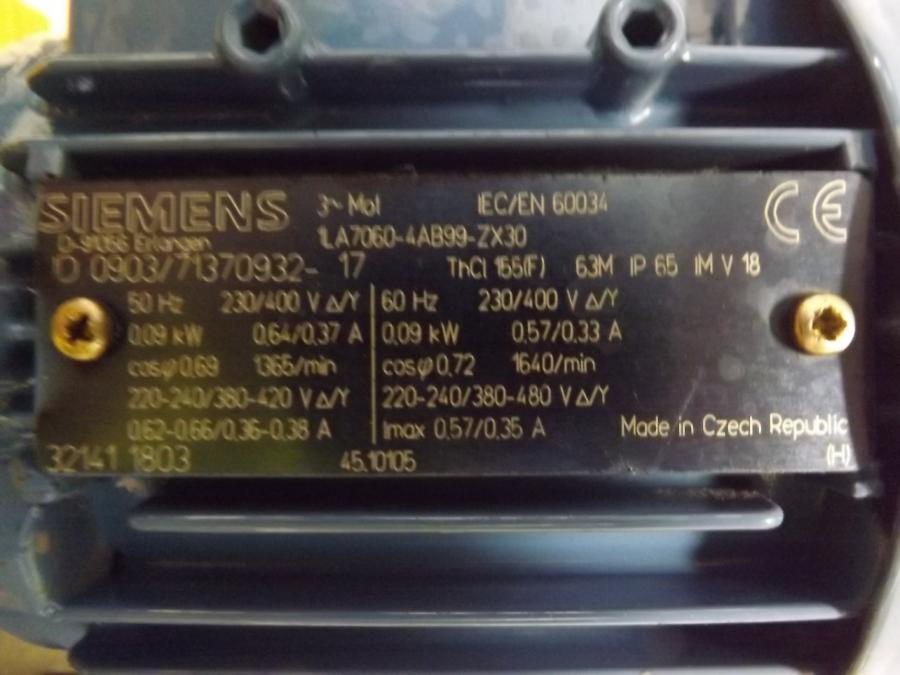 SIEMENS 3~ Mot IEC/EN 60034 CE
D-91056 Erlangen 1LA7060-4AB99-ZX30
0903/71370932- 17 Th.Cl 155(F) 63M IP 65 IM V 18
50 Hz 230/400 V Δ/Y 60 Hz 230/400 V Δ/Y
0.09 kW 0.64/0.37 A 0.09 kW 0.57/0.33 A
cosφ 0.69 1365/min cosφ 0.72 1640/min
220-240/380-420 V Δ/Y 220-240/380-480 V Δ/Y
0.62-0.66/0.36-0.38 A Imax 0.57/0.35 A Made in Czech Republic
32141 1803 45.10105 (H)